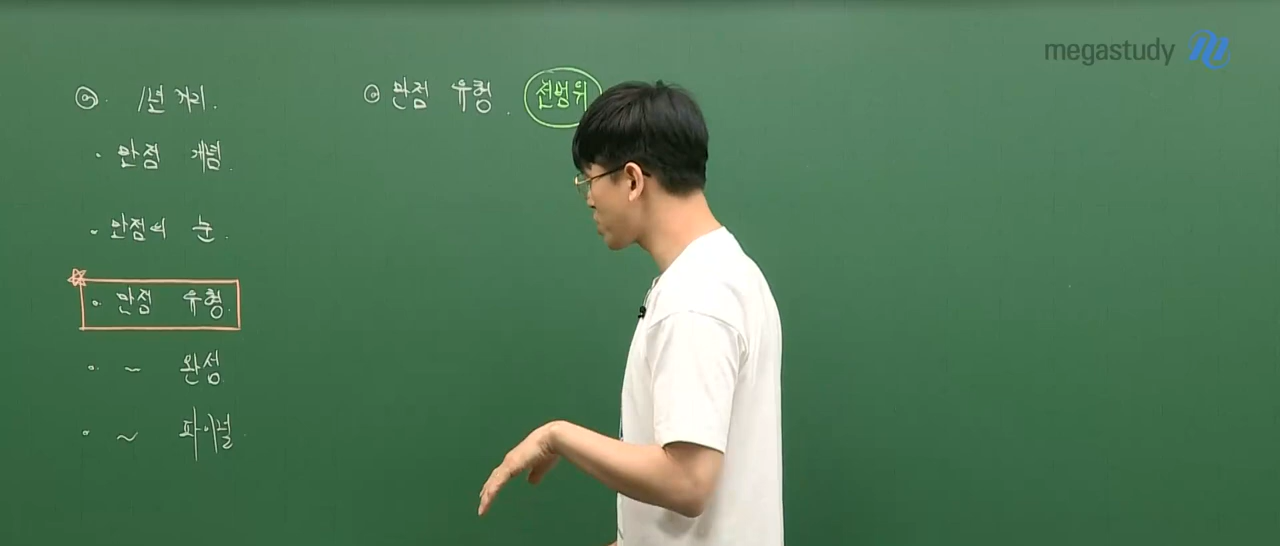 megastudy
⊙. 1년 커리.
· 만점 개념.
· 만점의 눈.
· 만점 유형.
· ~ 완성.
· ~ 파이널.
⊙ 만점 유형. 전범위